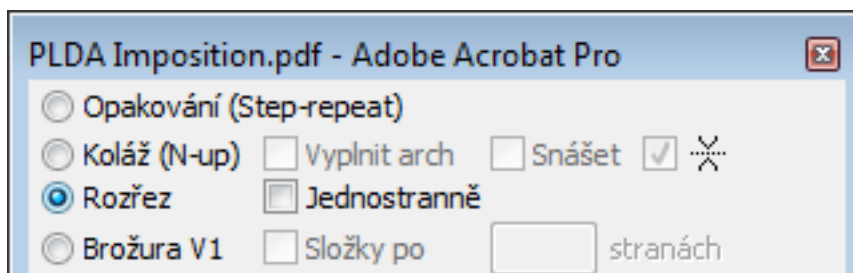 PLDA Imposition.pdf - Adobe Acrobat Pro
Opakování (Step-repeat)
Koláž (N-up) Vyplnit arch Snášet
Rozřez Jednostranně
Brožura V1 Složky po stranách